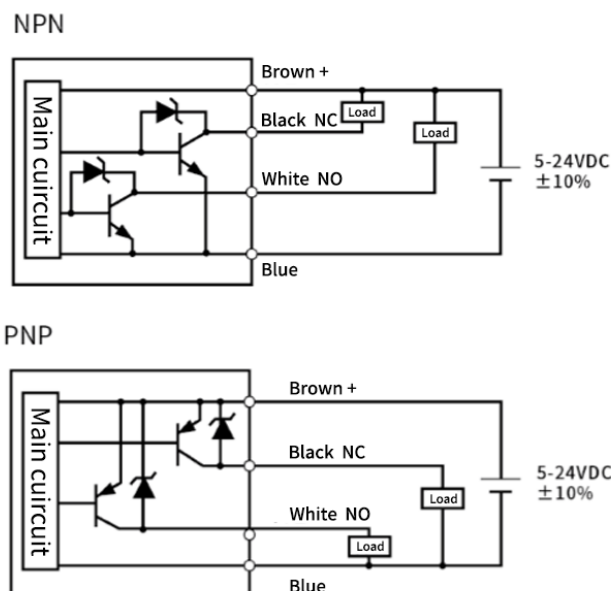 NPN
Main cuircuit
Brown +
Black NC
Load
Load
White NO
5-24VDC
±10%
Blue
PNP
Main cuircuit
Brown +
Black NC
5-24VDC
±10%
Load
White NO
Load
Blue